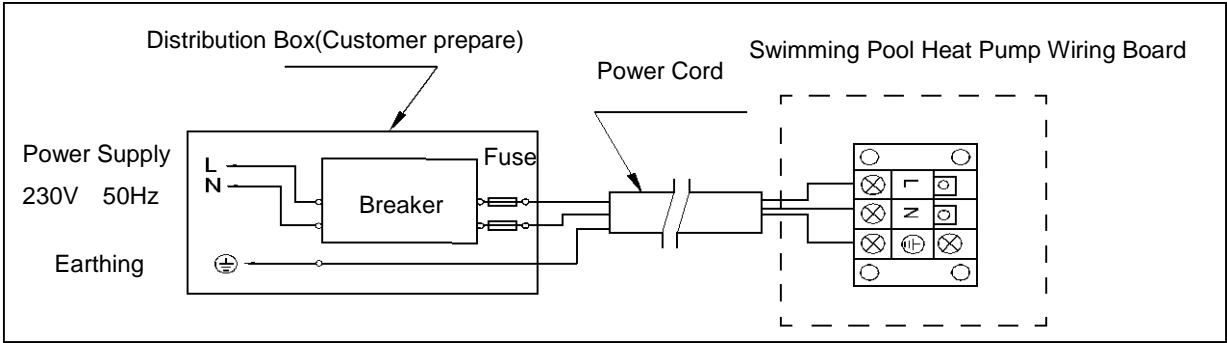 Distribution Box(Customer prepare)
Swimming Pool Heat Pump Wiring Board
Power Cord
Power Supply
230V 50Hz
L
N
Fuse
Breaker
Earthing
L
N